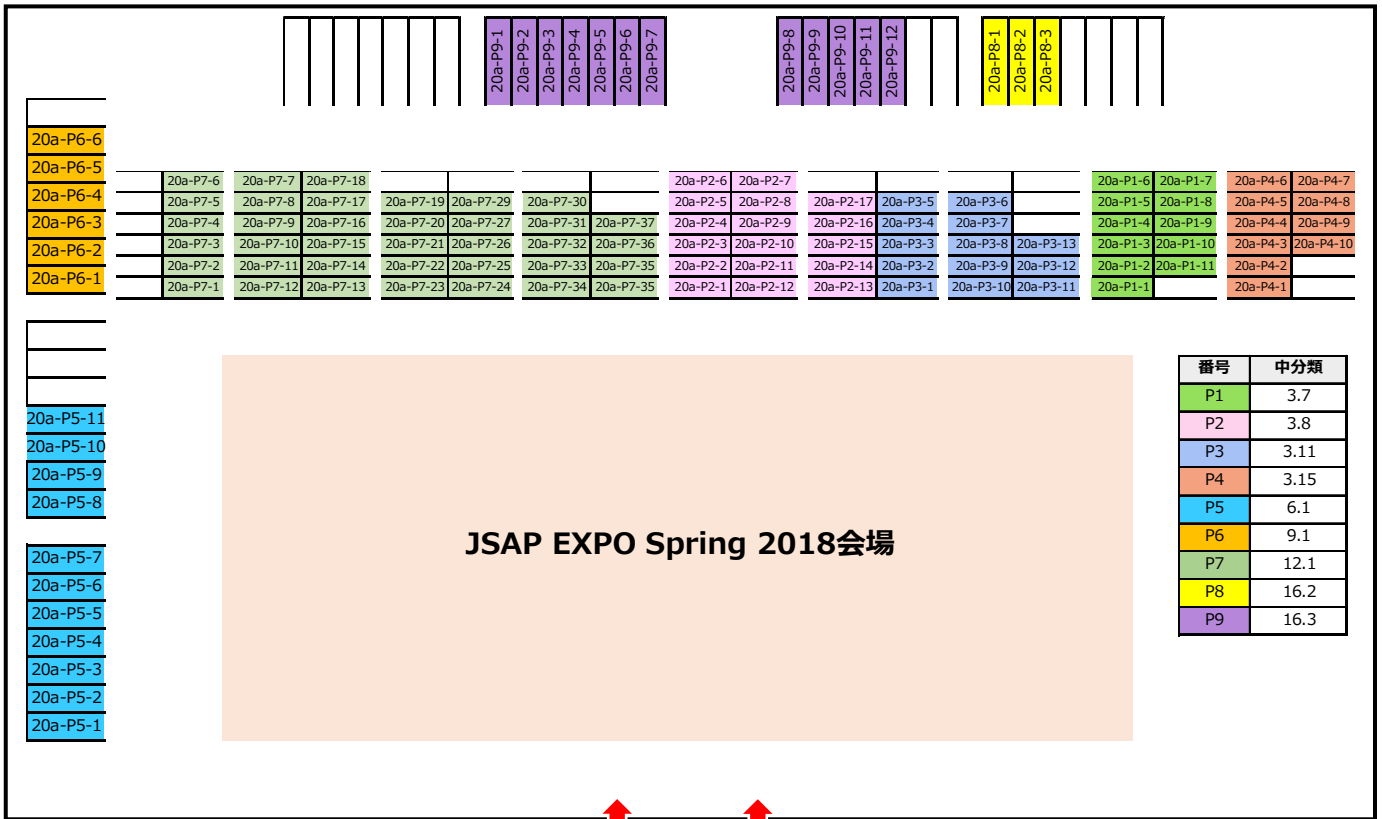 20a-P9-1 20a-P9-2 20a-P9-3 20a-P9-4 20a-P9-5 20a-P9-6 20a-P9-7 20a-P9-8 20a-P9-9 20a-P9-10 20a-P9-11 20a-P9-12 20a-P8-1 20a-P8-2 20a-P8-3
20a-P6-6
20a-P6-5
20a-P6-4
20a-P6-3
20a-P6-2
20a-P6-1
20a-P7-6 20a-P7-7 20a-P7-18 20a-P2-6 20a-P2-7 20a-P1-6 20a-P1-7 20a-P4-6 20a-P4-7
20a-P7-5 20a-P7-8 20a-P7-17 20a-P7-19 20a-P7-29 20a-P7-30 20a-P2-5 20a-P2-8 20a-P2-17 20a-P3-5 20a-P3-6 20a-P1-5 20a-P1-8 20a-P4-5 20a-P4-8
20a-P7-4 20a-P7-9 20a-P7-16 20a-P7-20 20a-P7-27 20a-P7-31 20a-P7-37 20a-P2-4 20a-P2-9 20a-P2-16 20a-P3-4 20a-P3-7 20a-P1-4 20a-P1-9 20a-P4-4 20a-P4-9
20a-P7-3 20a-P7-10 20a-P7-15 20a-P7-21 20a-P7-26 20a-P7-32 20a-P7-36 20a-P2-3 20a-P2-10 20a-P2-15 20a-P3-3 20a-P3-8 20a-P3-13 20a-P1-3 20a-P1-10 20a-P4-3 20a-P4-10
20a-P7-2 20a-P7-11 20a-P7-14 20a-P7-22 20a-P7-25 20a-P7-33 20a-P7-35 20a-P2-2 20a-P2-11 20a-P2-14 20a-P3-2 20a-P3-9 20a-P3-12 20a-P1-2 20a-P1-11 20a-P4-2
20a-P7-1 20a-P7-12 20a-P7-13 20a-P7-23 20a-P7-24 20a-P7-34 20a-P7-35 20a-P2-1 20a-P2-12 20a-P2-13 20a-P3-1 20a-P3-10 20a-P3-11 20a-P1-1 20a-P4-1
20a-P5-11
20a-P5-10
20a-P5-9
20a-P5-8
20a-P5-7
20a-P5-6
20a-P5-5
20a-P5-4
20a-P5-3
20a-P5-2
20a-P5-1
JSAP EXPO Spring 2018会場
番号 中分類
P1 3.7
P2 3.8
P3 3.11
P4 3.15
P5 6.1
P6 9.1
P7 12.1
P8 16.2
P9 16.3